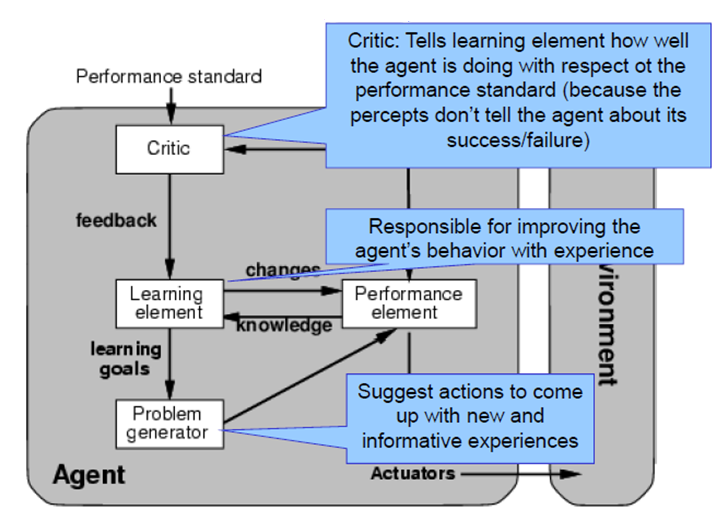 Critic: Tells learning element how well
the agent is doing with respect ot the
performance standard (because the
percepts don't tell the agent about its
success/failure)
Performance standard
Critic
feedback
Responsible for improving the
agent's behavior with experience
changes
Learning
element
Performance
element
knowledge
learning
goals
Problem
generator
Suggest actions to come
up with new and
informative experiences
Agent
Actuators